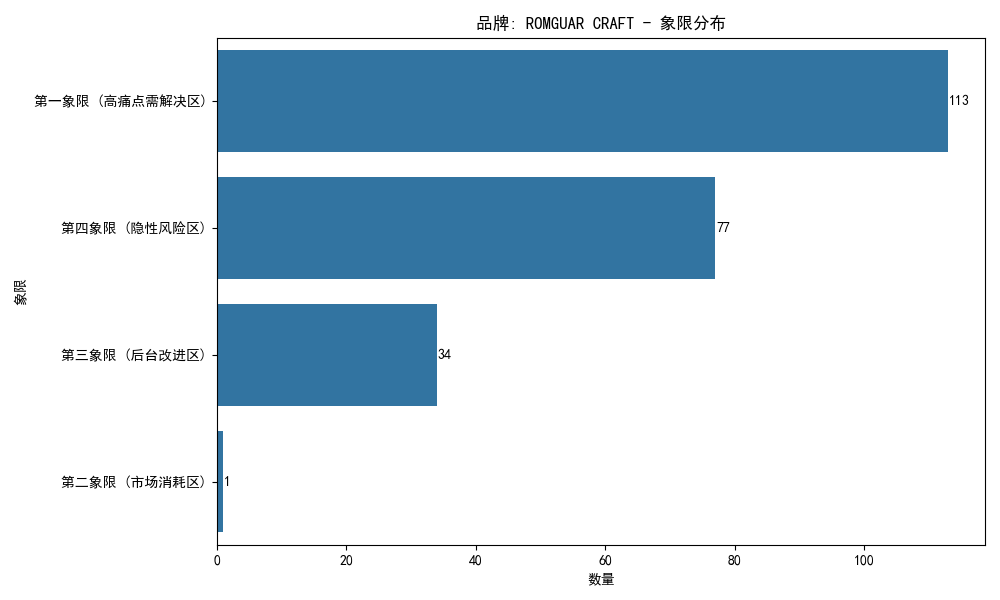 品牌: ROMGUAR CRAFT - 象限分布
第一象限 (高痛点需解决区)
113
第四象限 (隐性风险区)
77
第三象限 (后台改进区)
34
第二象限 (市场消耗区)
1
象限
0 20 40 60 80 100
数量